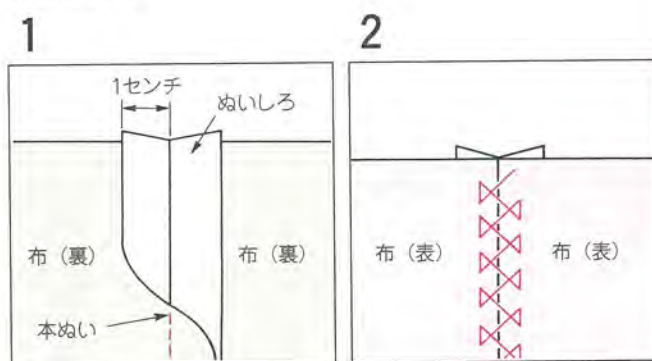 1
1センチ
ぬいしろ
布（裏）
布（裏）
本ぬい
2
布（表）
布（表）